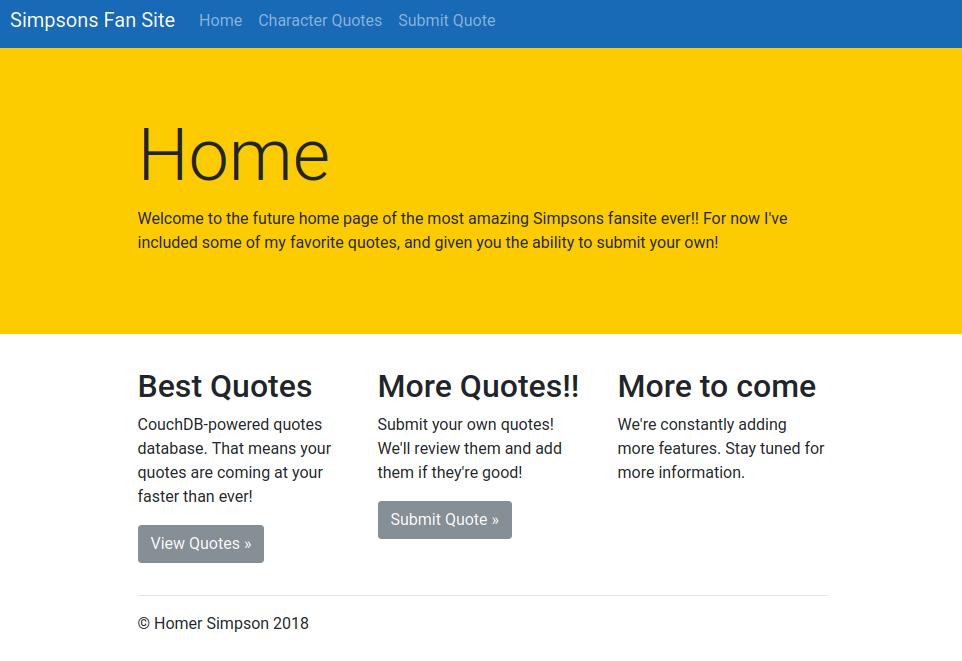 Simpsons Fan Site Home Character Quotes Submit Quote
Home
Welcome to the future home page of the most amazing Simpsons fansite ever!! For now I've
included some of my favorite quotes, and given you the ability to submit your own!
Best Quotes
CouchDB-powered quotes
database. That means your
quotes are coming at your
faster than ever!
View Quotes »
More Quotes!!
Submit your own quotes!
We'll review them and add
them if they're good!
Submit Quote »
More to come
We're constantly adding
more features. Stay tuned for
more information.
© Homer Simpson 2018